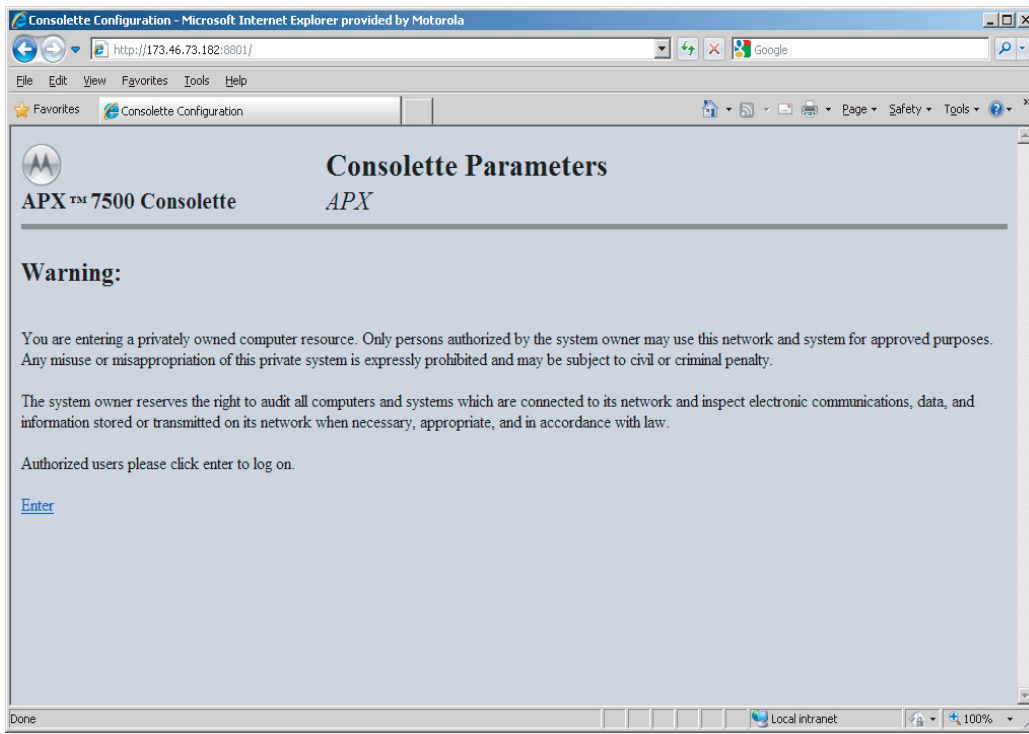 Consolette Configuration - Microsoft Internet Explorer provided by Motorola
http://173.46.73.182:8801/
Google
File Edit View Favorites Tools Help
Favorites Consolette Configuration Page Safety Tools
APX ™ 7500 Consolette
Consolette Parameters
APX
Warning:
You are entering a privately owned computer resource. Only persons authorized by the system owner may use this network and system for approved purposes.
Any misuse or misappropriation of this private system is expressly prohibited and may be subject to civil or criminal penalty.
The system owner reserves the right to audit all computers and systems which are connected to its network and inspect electronic communications, data, and
information stored or transmitted on its network when necessary, appropriate, and in accordance with law.
Authorized users please click enter to log on.
Enter
Done Local intranet 100%